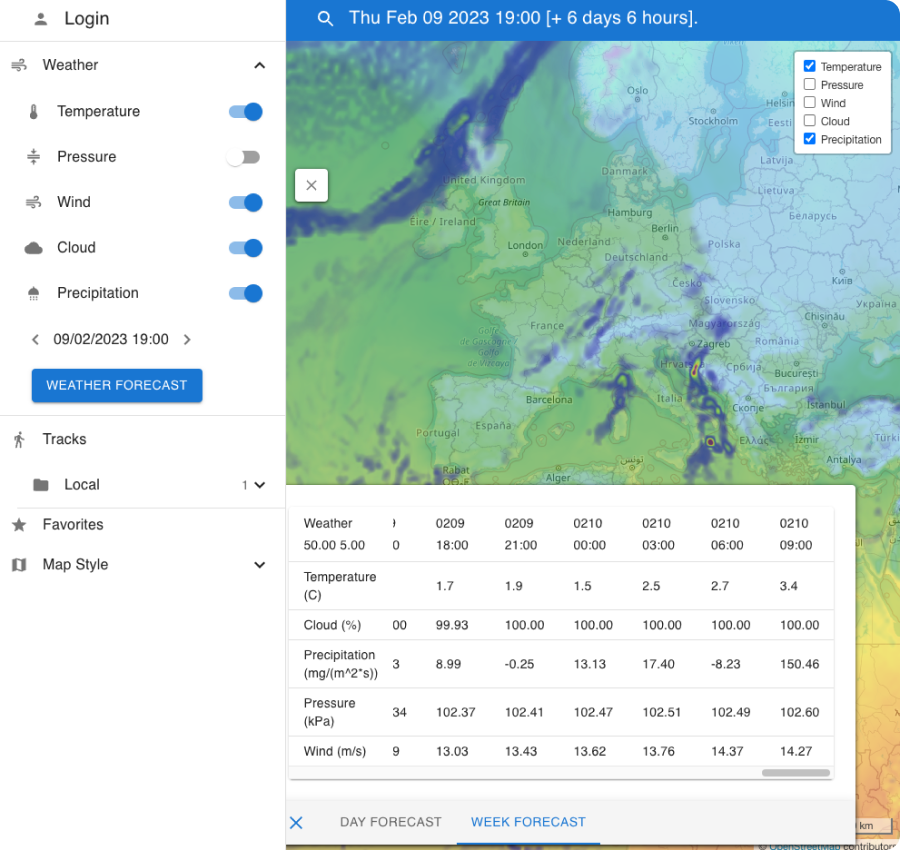 Login
Weather
Temperature
Pressure
Wind
Cloud
Precipitation
09/02/2023 19:00
WEATHER FORECAST
Tracks
Local 1
Favorites
Map Style
Thu Feb 09 2023 19:00 [+ 6 days 6 hours].
Temperature
Pressure
Wind
Cloud
Precipitation
Oslo
Helsin
Stockholm
Eesti
Latvija
Danmark
Lietuva
United Kingdom
Great Britain
Éire / Ireland
Hamburg
Беларусь
Berlin
London
Nederland
Polska
Deutschland
Київ
Česko
Slovensko
Україна
Chișinău
France
Magyarország
Golfe
de Gascogne
Golfo
de Vizcaya
Zagreb
România
Hrvat
Србија
București
България
Barcelona
Italia
Скопје
İstanbul
España
Portugal
Ελλάς
İzmir
Türki
Antalya
تونس
Rabat
Alger
Weather 0209 0209 0210 0210 0210 0210
50.00 5.00 0 18:00 21:00 00:00 03:00 06:00 09:00
Temperature
(C) 1.7 1.9 1.5 2.5 2.7 3.4
Cloud (%) 00 99.93 100.00 100.00 100.00 100.00 100.00
Precipitation
(mg/(m^2*s)) 3 8.99 -0.25 13.13 17.40 -8.23 150.46
Pressure
(kPa) 34 102.37 102.41 102.47 102.51 102.49 102.60
Wind (m/s) 9 13.03 13.43 13.62 13.76 14.37 14.27
DAY FORECAST WEEK FORECAST
km
© OpenStreetMap contributors